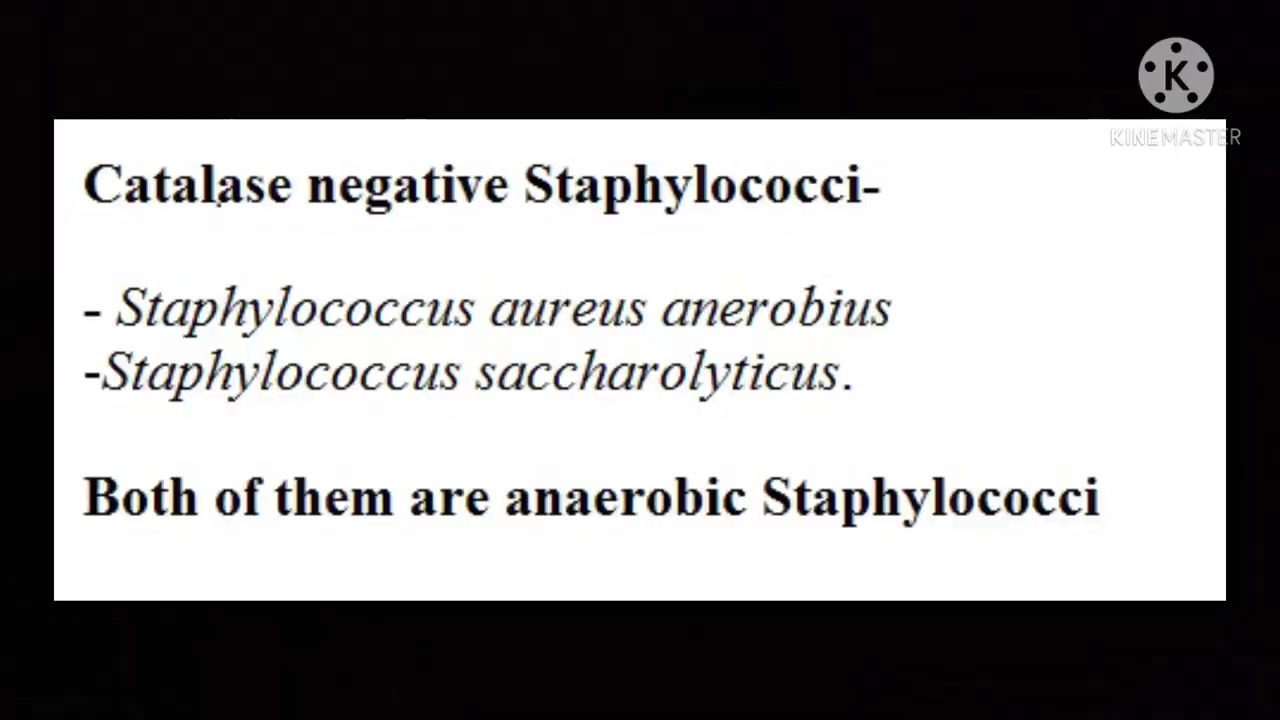 K
KINEMASTER
Catalase negative Staphylococci-
- Staphylococcus aureus anerobius
-Staphylococcus saccharolyticus.
Both of them are anaerobic Staphylococci